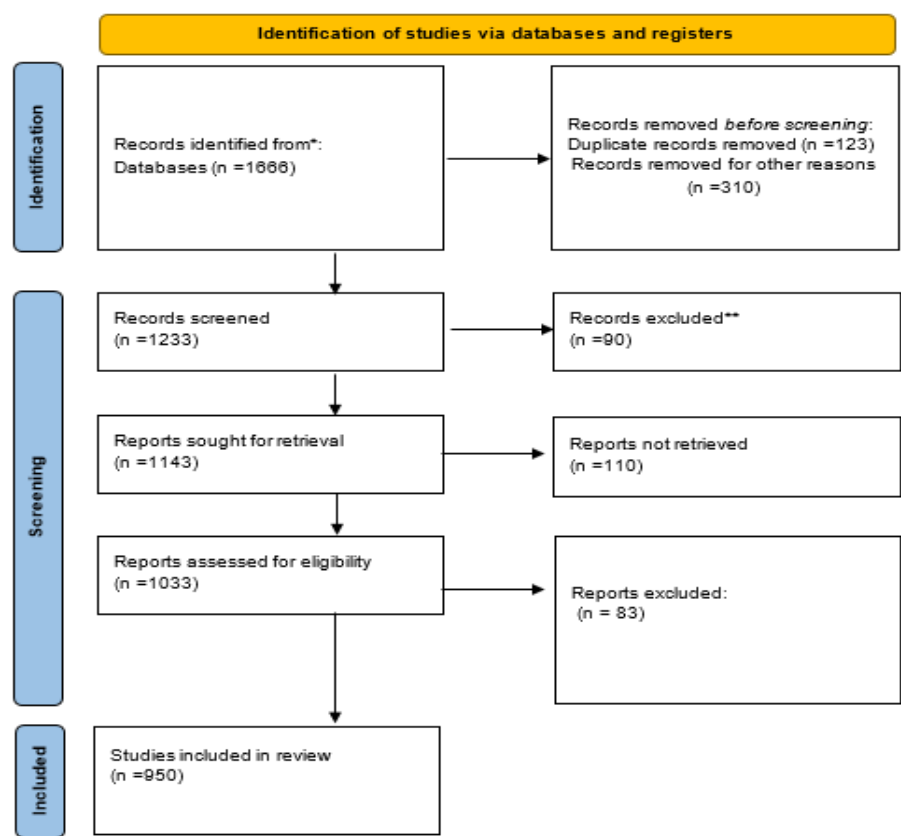 Identification of studies via databases and registers
Identification
Records identified from*:
Databases (n =1666)
Records removed before screening:
Duplicate records removed (n =123)
Records removed for other reasons
(n =310)
Screening
Records screened
(n =1233)
Records excluded**
(n =90)
Reports sought for retrieval
(n =1143)
Reports not retrieved
(n =110)
Reports assessed for eligibility
(n =1033)
Reports excluded:
(n = 83)
Included
Studies included in review
(n =950)